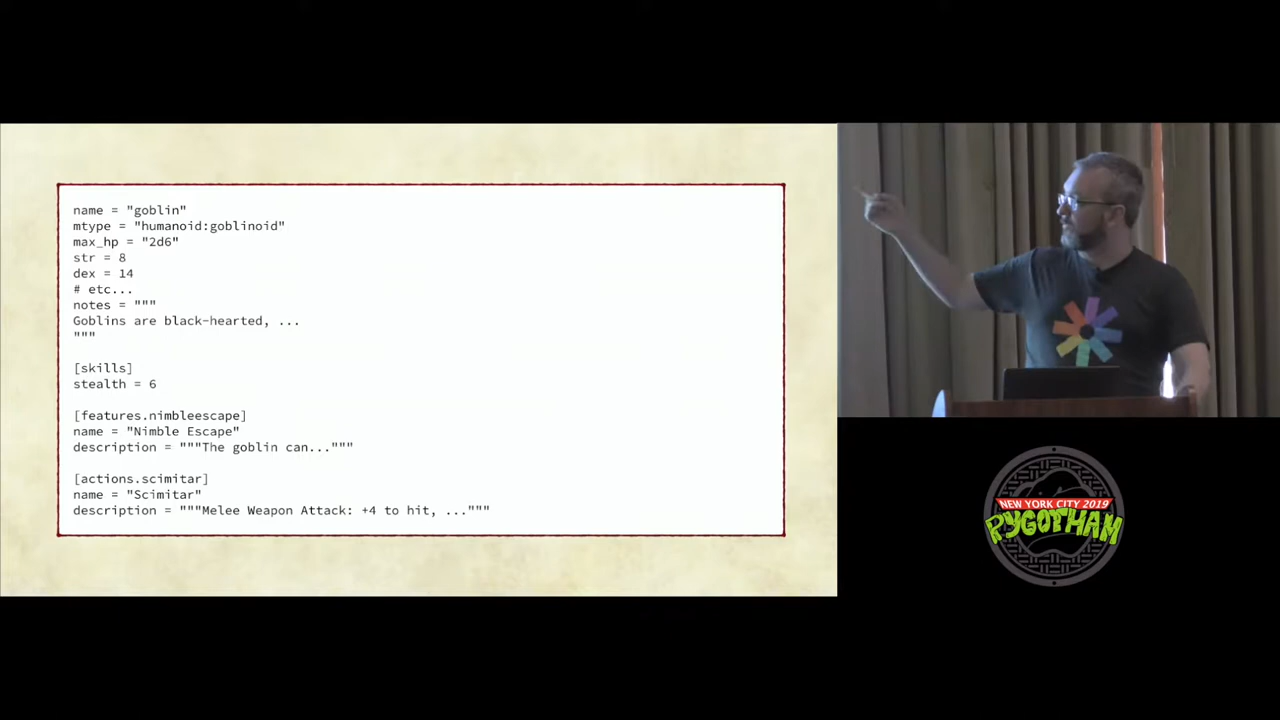 name = "goblin"
mtype = "humanoid:goblinoid"
max_hp = "2d6"
str = 8
dex = 14
# etc...
notes = """
Goblins are black-hearted, ...
"""
[skills]
stealth = 6
[features.nimbleescape]
name = "Nimble Escape"
description = """The goblin can..."""
[actions.scimitar]
name = "Scimitar"
description = """Melee Weapon Attack: +4 to hit, ..."""
NEW YORK CITY 2019
PYGOTHAM